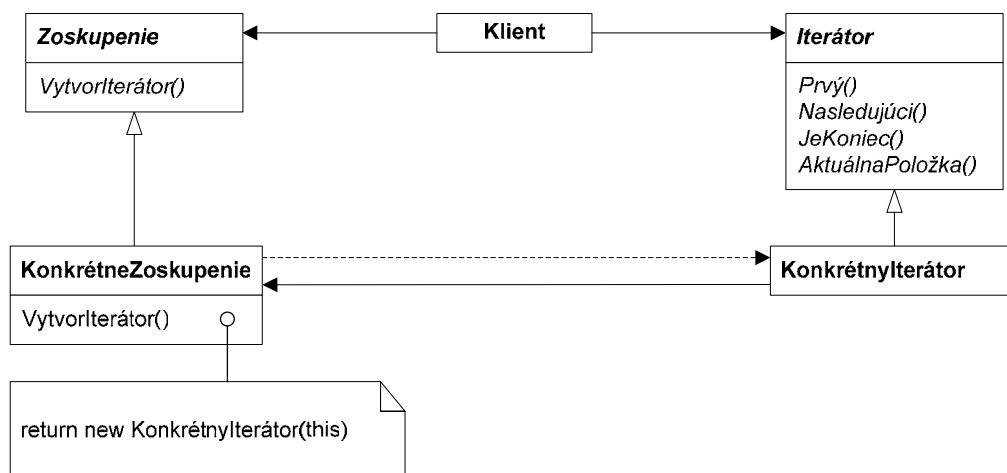 Zoskupenie
VytvorIterátor()
Klient
Iterátor
Prvý()
Nasledujúci()
JeKoniec()
AktuálnaPoložka()
KonkrétneZoskupenie
VytvorIterátor()
KonkrétnyIterátor
return new KonkrétnyIterátor(this)